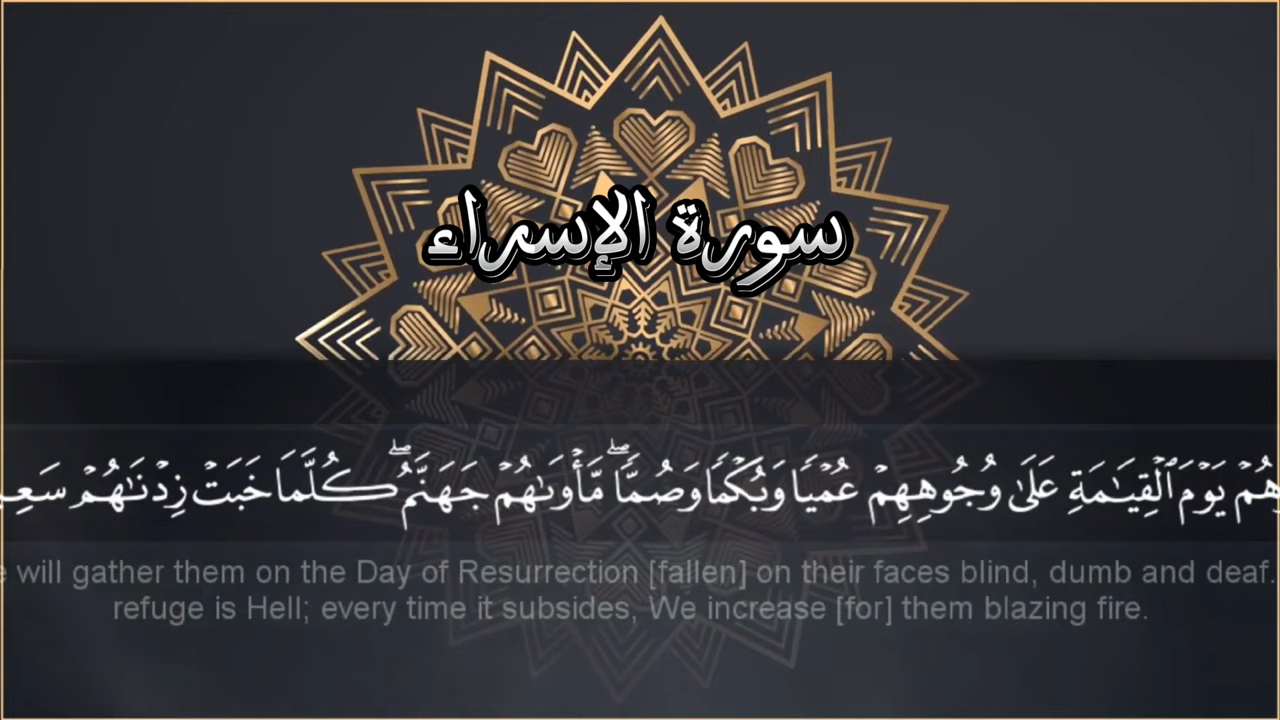 سورة الإسراء
يَوْمَ ٱلْقِيَـٰمَةِ عَلَىٰ وُجُوهِهِمْ عُمْيًا وَبُكْمًا وَصُمًّا ۖ مَّأْوَىٰهُمْ جَهَنَّمُ ۖ كُلَّمَا خَبَتْ زِدْنَـٰهُمْ
will gather them on the Day of Resurrection [fallen] on their faces blind, dumb and deaf.
refuge is Hell; every time it subsides, We increase [for] them blazing fire.